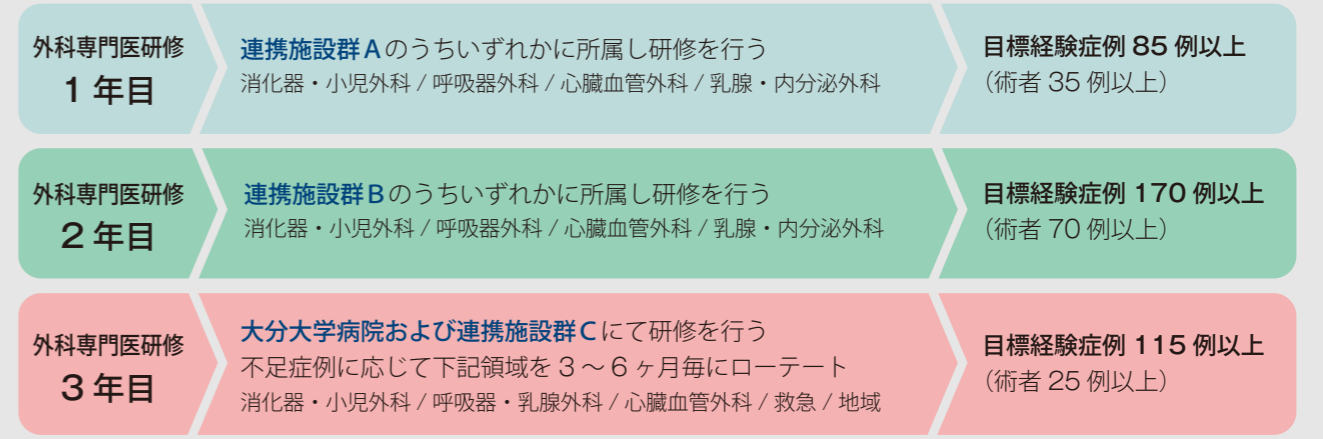 外科専門医研修
1 年目
連携施設群Aのうちいずれかに所属し研修を行う
消化器・小児外科 / 呼吸器外科 / 心臓血管外科 / 乳腺・内分泌外科
目標経験症例 85 例以上
（術者 35 例以上）
外科専門医研修
2 年目
連携施設群Bのうちいずれかに所属し研修を行う
消化器・小児外科 / 呼吸器外科 / 心臓血管外科 / 乳腺・内分泌外科
目標経験症例 170 例以上
（術者 70 例以上）
外科専門医研修
3 年目
大分大学病院および連携施設群Cにて研修を行う
不足症例に応じて下記領域を 3 ～ 6 ヶ月毎にローテート
消化器・小児外科 / 呼吸器・乳腺外科 / 心臓血管外科 / 救急 / 地域
目標経験症例 115 例以上
（術者 25 例以上）